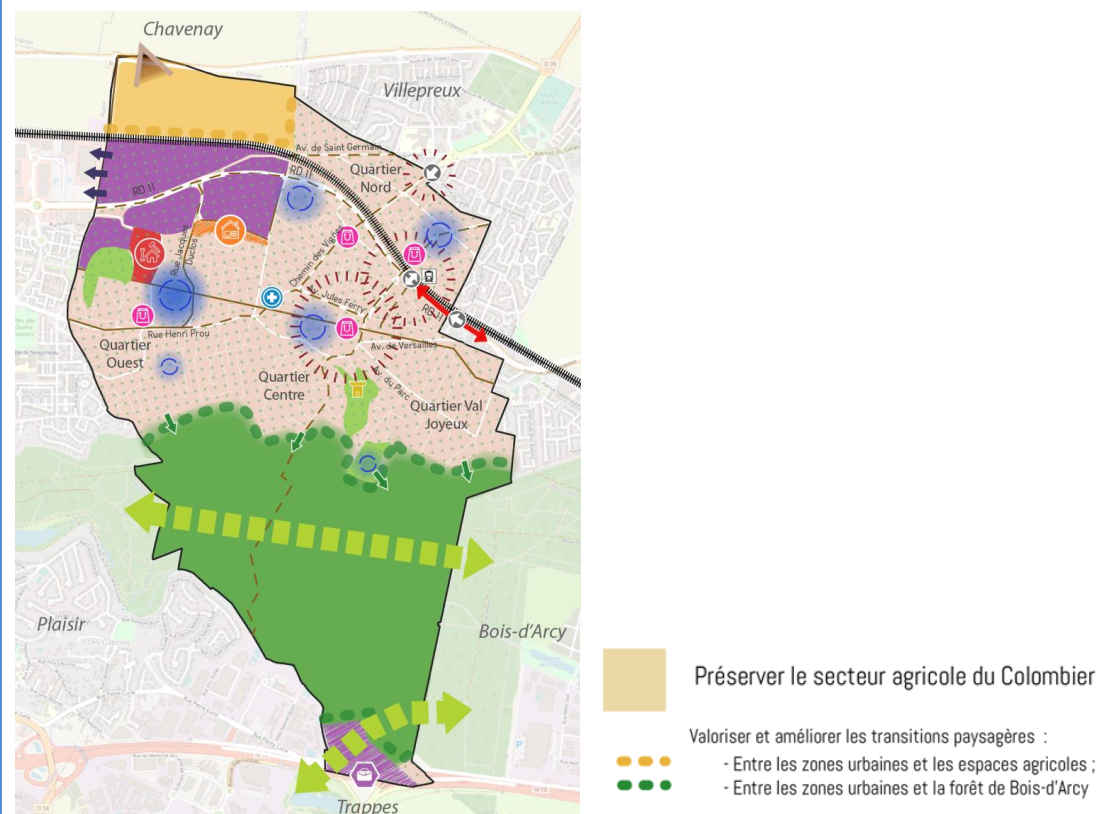 Chavenay
Villepreux
Av. de Saint Germain
Quartier
Nord
RD 11
RD 11
Rue Jacques
Duclos
Chemin des Vignes
Av. Jules Ferry
RD 11
Rue Henri Prou
Av. de Versailles
Quartier
Ouest
Quartier
Centre
Av. du Parc
Quartier Val
Joyeux
Plaisir
Bois-d'Arcy
Trappes
N 12
Préserver le secteur agricole du Colombier
Valoriser et améliorer les transitions paysagères :
- Entre les zones urbaines et les espaces agricoles ;
- Entre les zones urbaines et la forêt de Bois-d'Arcy